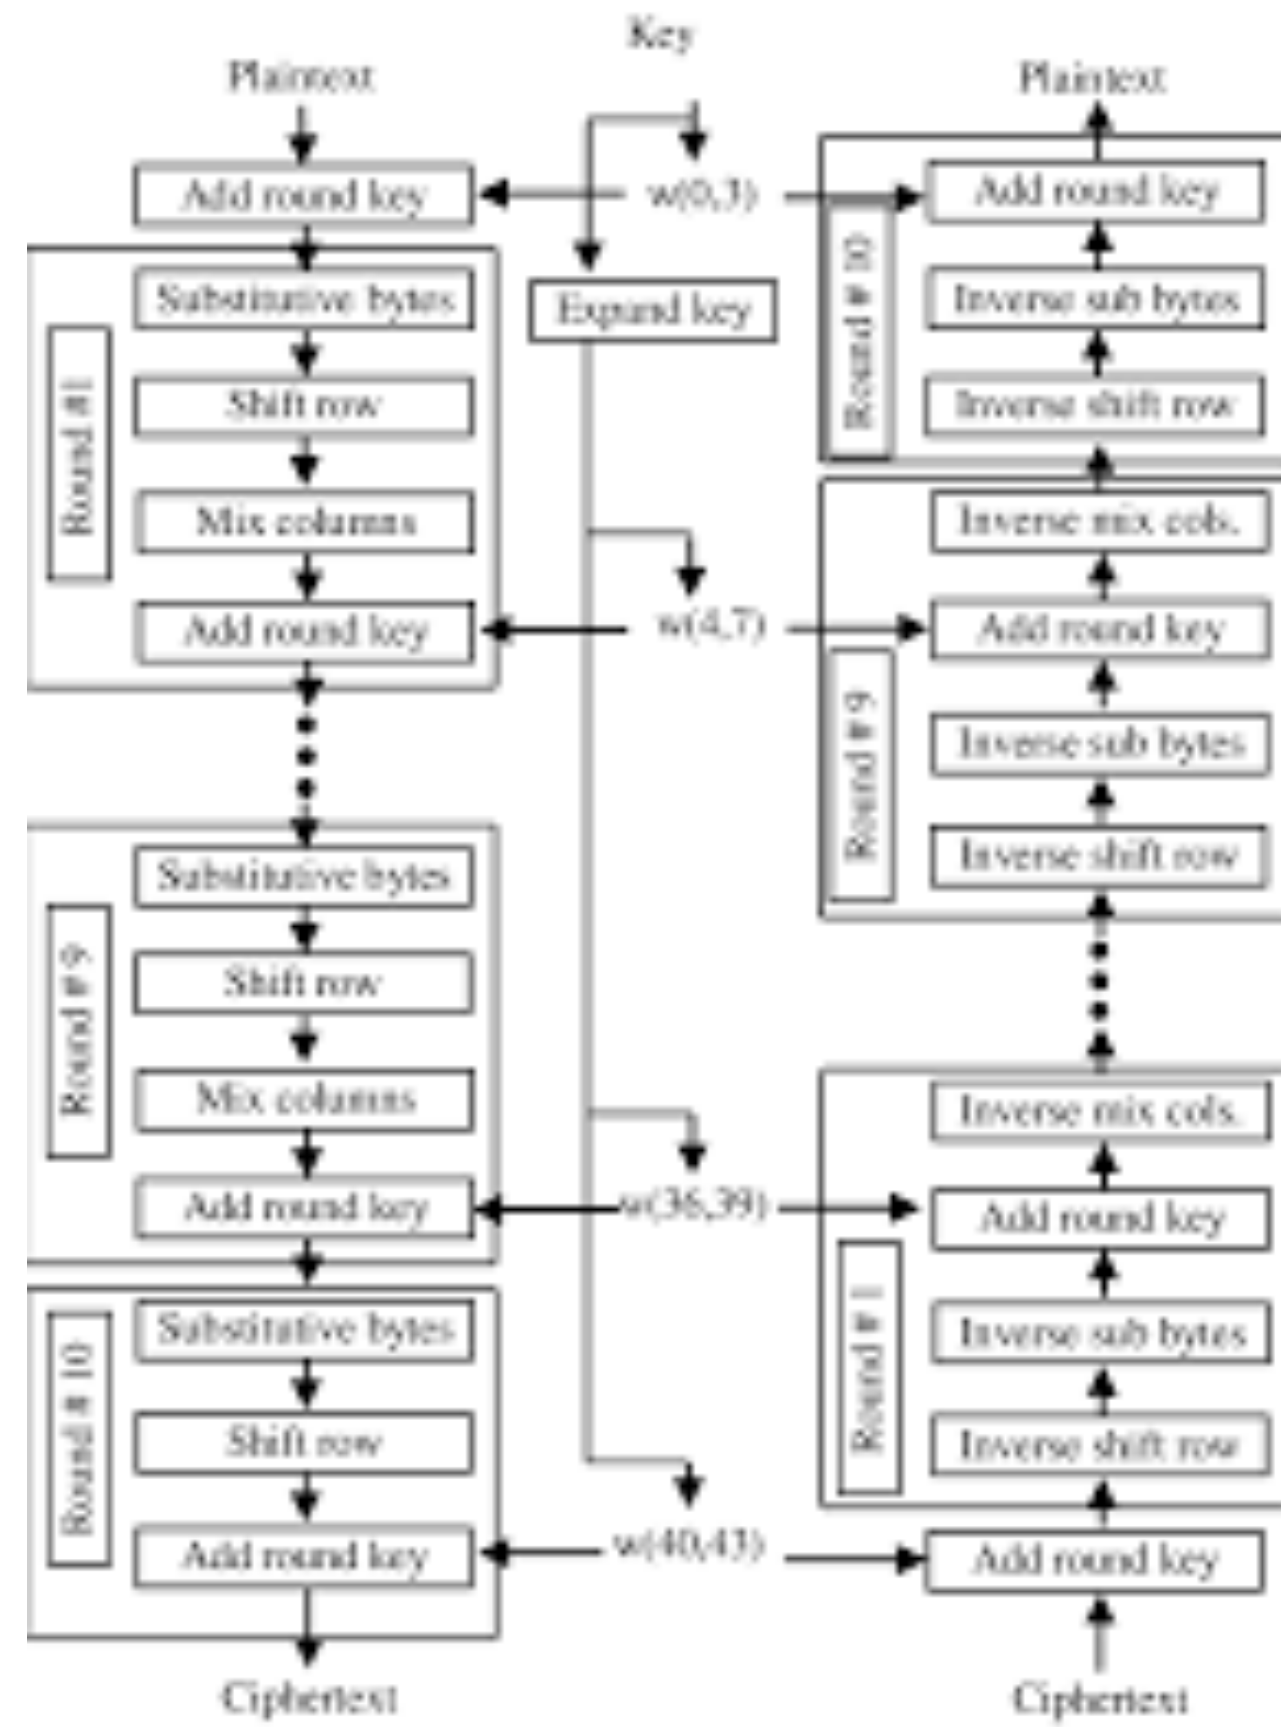 Key
Plaintext
Add round key
Round #1
Substitutive bytes
Shift row
Mix columns
Add round key
Round # 9
Substitutive bytes
Shift row
Mix columns
Add round key
Round # 10
Substitutive bytes
Shift row
Add round key
Ciphertext
w(0,3)
Expand key
w(4,7)
w(36,39)
w(40,43)
Plaintext
Round # 10
Add round key
Inverse sub bytes
Inverse shift row
Round # 9
Inverse mix cols.
Add round key
Inverse sub bytes
Inverse shift row
Round # 1
Inverse mix cols.
Add round key
Inverse sub bytes
Inverse shift row
Add round key
Ciphertext